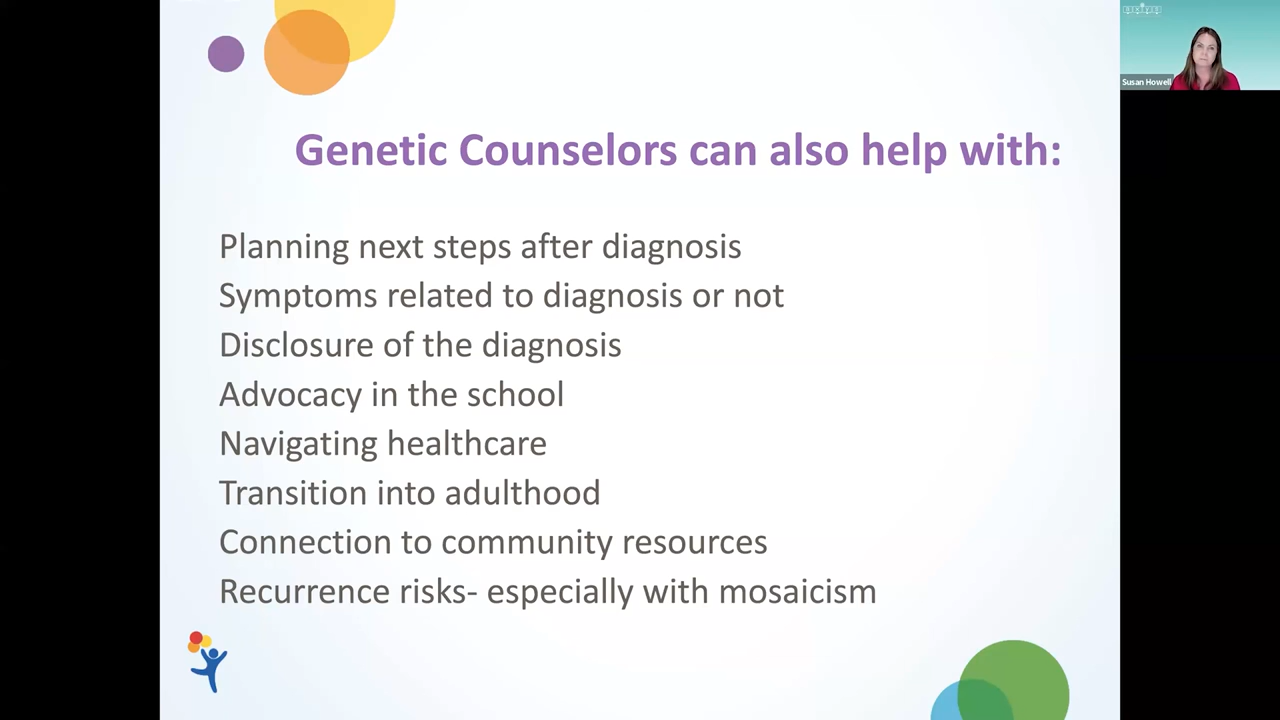 Genetic Counselors can also help with:
Planning next steps after diagnosis
Symptoms related to diagnosis or not
Disclosure of the diagnosis
Advocacy in the school
Navigating healthcare
Transition into adulthood
Connection to community resources
Recurrence risks- especially with mosaicism
Susan Howell